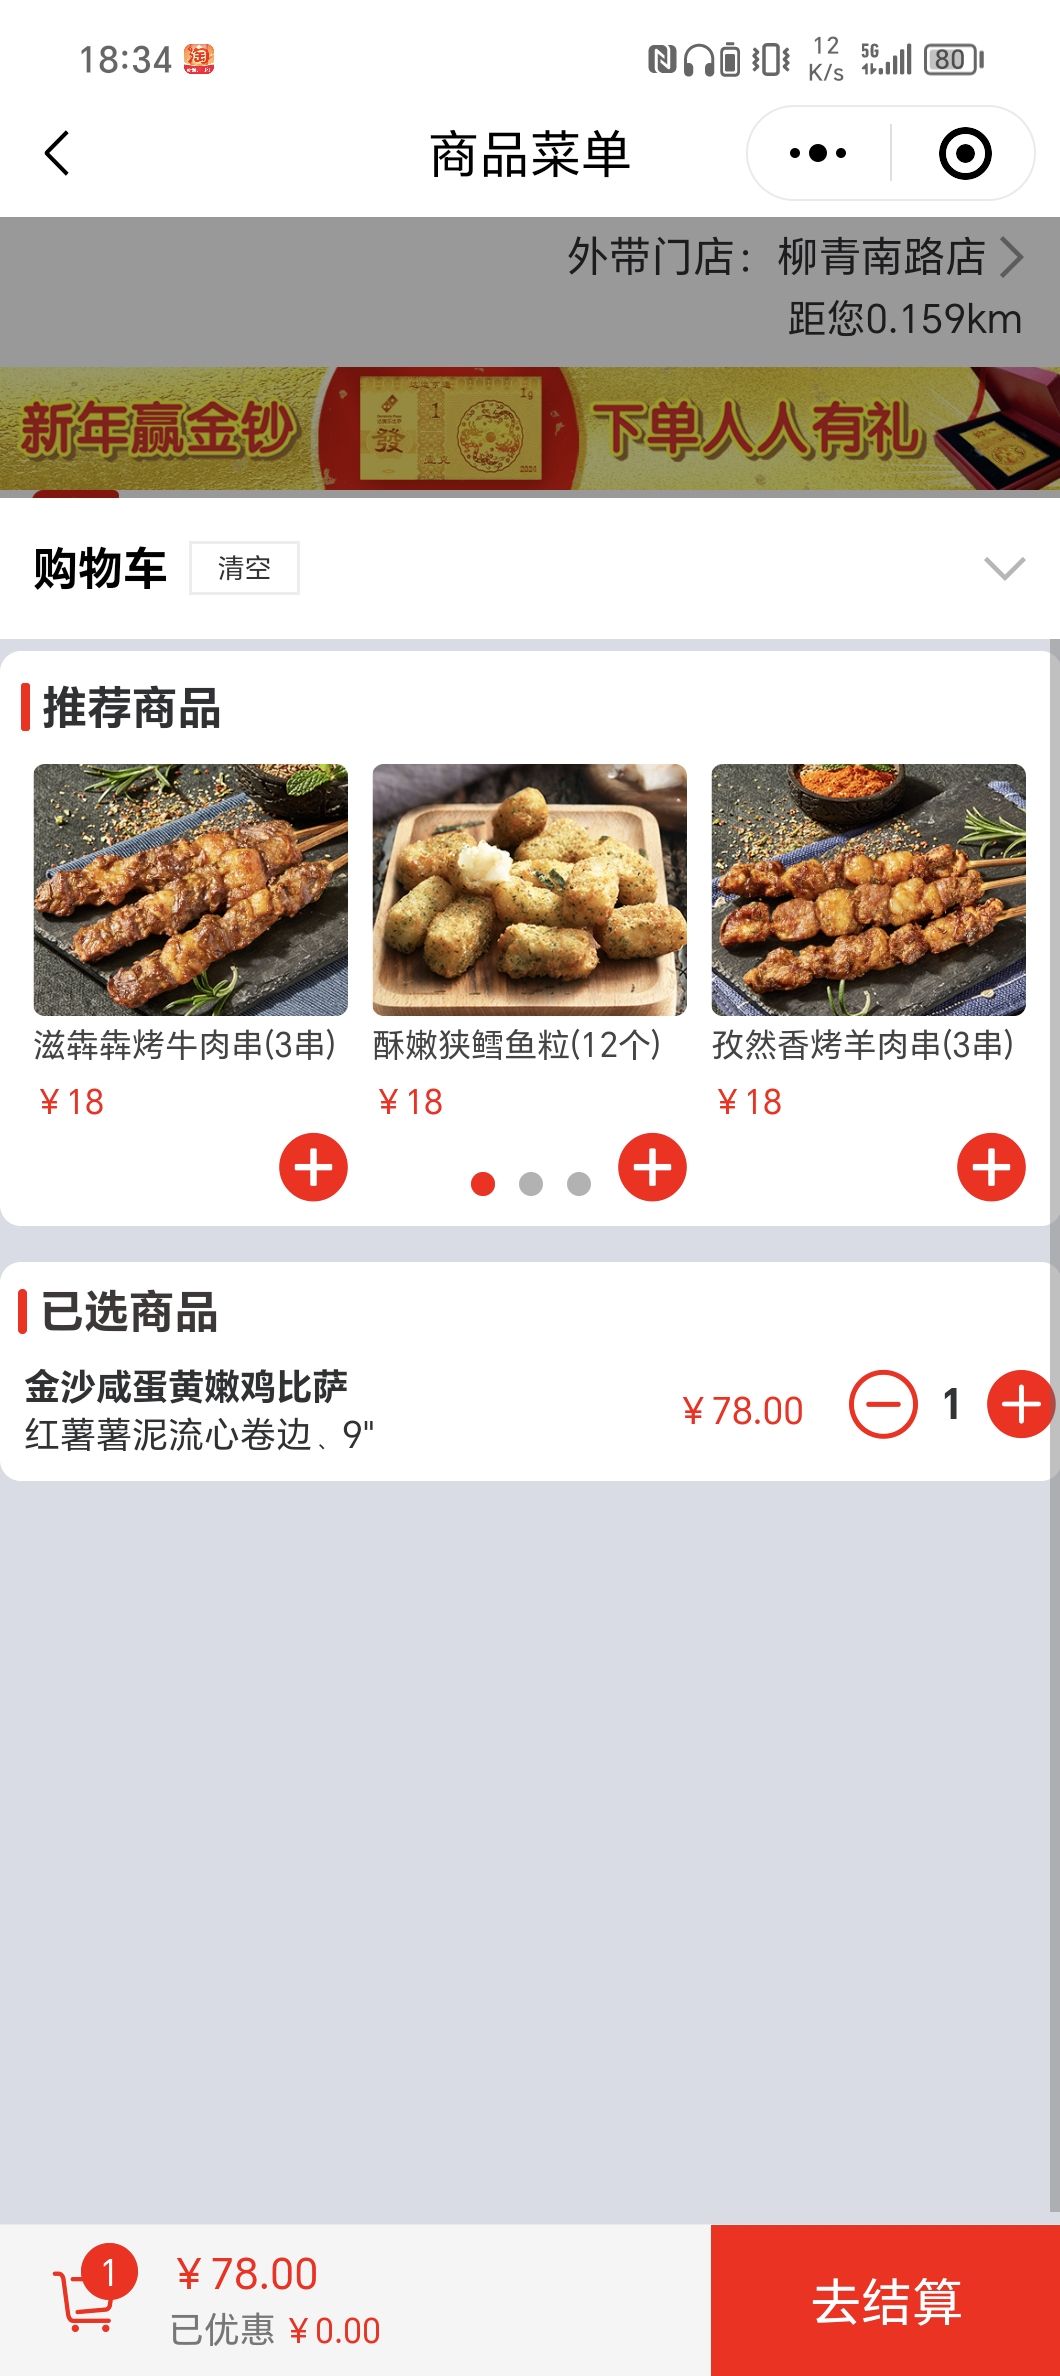 18:34
淘
12
K/s
5G
80
商品菜单
外带门店：柳青南路店
距您0.159km
新年赢金钞
1g
1
發
2024
下单人人有礼
购物车
清空
推荐商品
滋犇犇烤牛肉串(3串)
酥嫩狭鳕鱼粒(12个)
孜然香烤羊肉串(3串)
￥18
￥18
￥18
已选商品
金沙咸蛋黄嫩鸡比萨
红薯薯泥流心卷边、9"
￥78.00
1
1
￥78.00
已优惠 ￥0.00
去结算